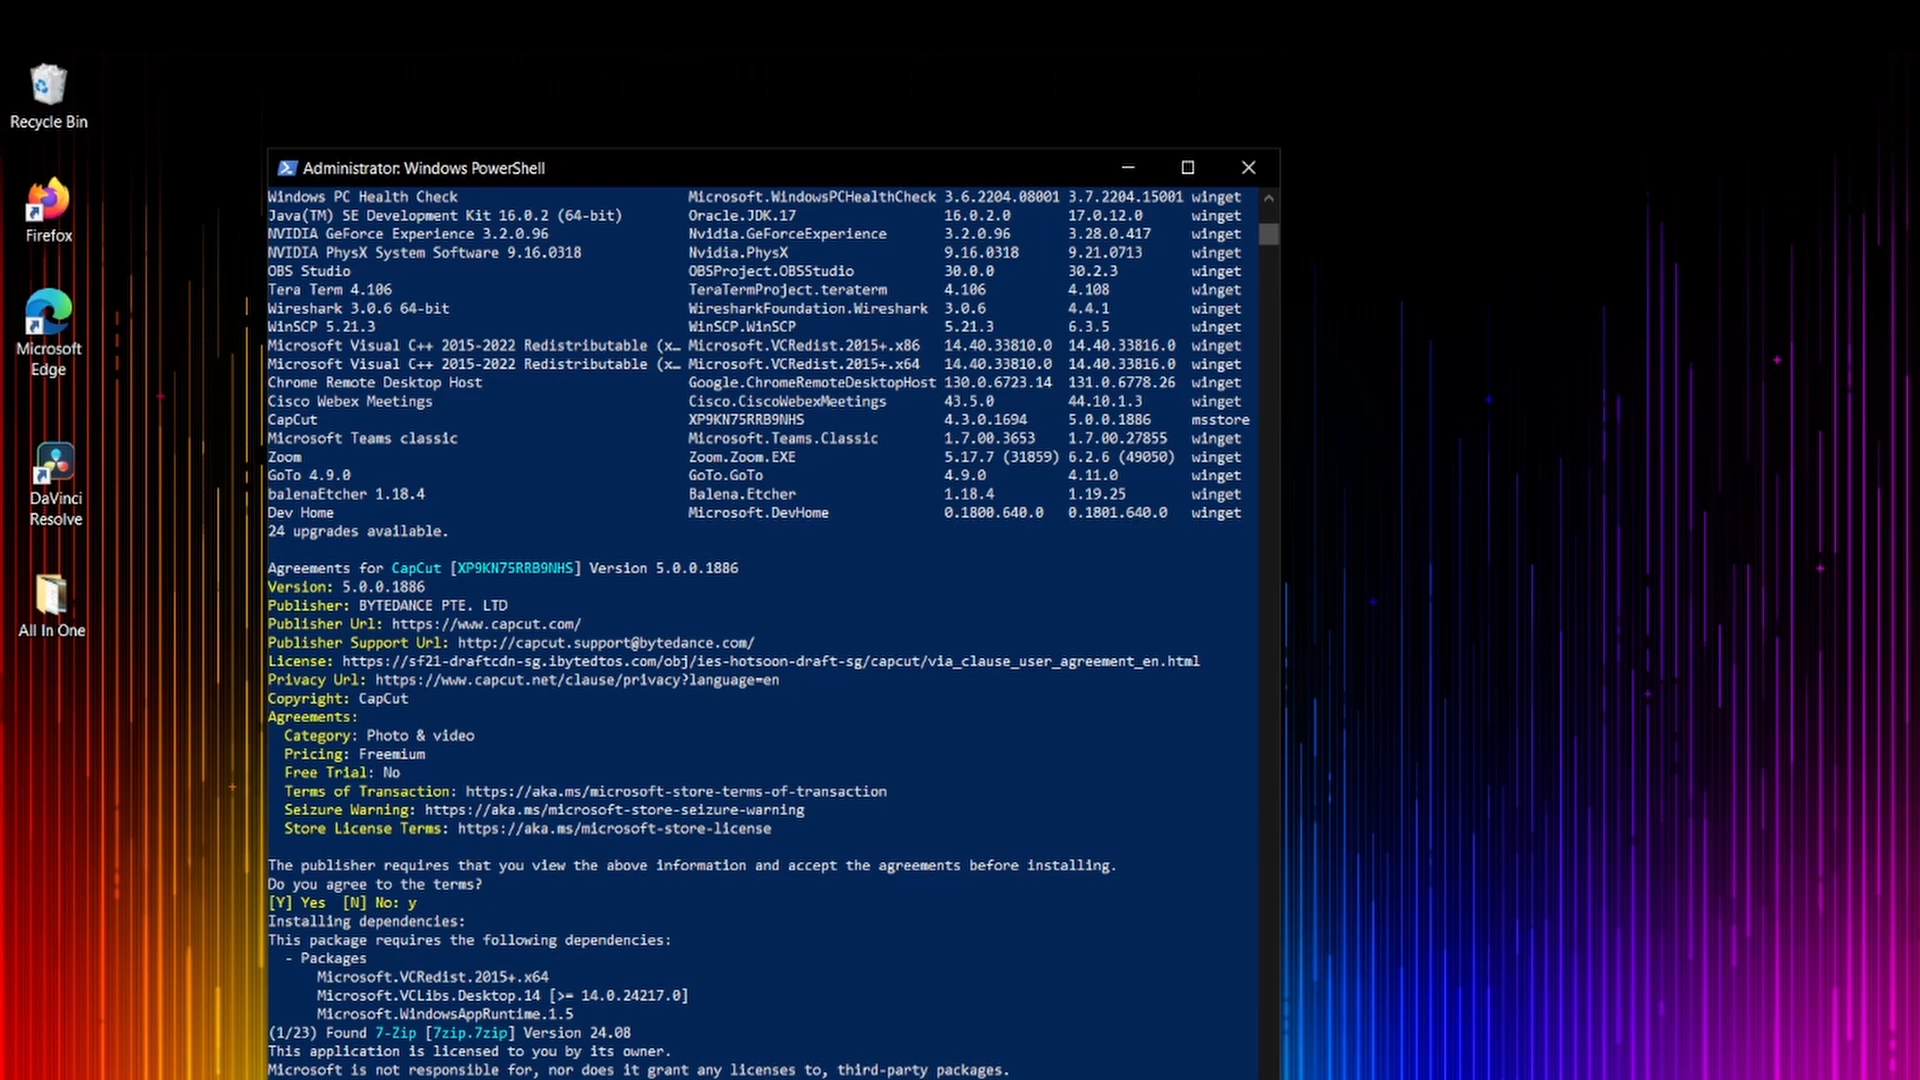 Recycle Bin
Firefox
Microsoft
Edge
DaVinci
Resolve
All In One
Administrator: Windows PowerShell
Windows PC Health Check Microsoft.WindowsPCHealthCheck 3.6.2204.08001 3.7.2204.15001 winget
Java(TM) SE Development Kit 16.0.2 (64-bit) Oracle.JDK.17 16.0.2.0 17.0.12.0 winget
NVIDIA GeForce Experience 3.2.0.96 Nvidia.GeForceExperience 3.2.0.96 3.28.0.417 winget
NVIDIA PhysX System Software 9.16.0318 Nvidia.PhysX 9.16.0318 9.21.0713 winget
OBS Studio OBSProject.OBSStudio 30.0.0 30.2.3 winget
Tera Term 4.106 TeraTermProject.teraterm 4.106 4.108 winget
Wireshark 3.0.6 64-bit WiresharkFoundation.Wireshark 3.0.6 4.4.1 winget
WinSCP 5.21.3 WinSCP.WinSCP 5.21.3 6.3.5 winget
Microsoft Visual C++ 2015-2022 Redistributable (x… Microsoft.VCRedist.2015+.x86 14.40.33810.0 14.40.33816.0 winget
Microsoft Visual C++ 2015-2022 Redistributable (x… Microsoft.VCRedist.2015+.x64 14.40.33810.0 14.40.33816.0 winget
Chrome Remote Desktop Host Google.ChromeRemoteDesktopHost 130.0.6723.14 131.0.6778.26 winget
Cisco Webex Meetings Cisco.CiscoWebexMeetings 43.5.0 44.10.1.3 winget
CapCut XP9KN75RRB9NHS 4.3.0.1694 5.0.0.1886 msstore
Microsoft Teams classic Microsoft.Teams.Classic 1.7.00.3653 1.7.00.27855 winget
Zoom Zoom.Zoom.EXE 5.17.7 (31859) 6.2.6 (49050) winget
GoTo 4.9.0 GoTo.GoTo 4.9.0 4.11.0 winget
balenaEtcher 1.18.4 Balena.Etcher 1.18.4 1.19.25 winget
Dev Home Microsoft.DevHome 0.1800.640.0 0.1801.640.0 winget
24 upgrades available.
Agreements for CapCut [XP9KN75RRB9NHS] Version 5.0.0.1886
Version: 5.0.0.1886
Publisher: BYTEDANCE PTE. LTD
Publisher Url: https://www.capcut.com/
Publisher Support Url: http://capcut.support@bytedance.com/
License: https://sf21-draftcdn-sg.ibytedtos.com/obj/ies-hotsoon-draft-sg/capcut/via_clause_user_agreement_en.html
Privacy Url: https://www.capcut.net/clause/privacy?language=en
Copyright: CapCut
Agreements:
Category: Photo & video
Pricing: Freemium
Free Trial: No
Terms of Transaction: https://aka.ms/microsoft-store-terms-of-transaction
Seizure Warning: https://aka.ms/microsoft-store-seizure-warning
Store License Terms: https://aka.ms/microsoft-store-license
The publisher requires that you view the above information and accept the agreements before installing.
Do you agree to the terms?
[Y] Yes [N] No: y
Installing dependencies:
This package requires the following dependencies:
- Packages
Microsoft.VCRedist.2015+.x64
Microsoft.VCLibs.Desktop.14 [>= 14.0.24217.0]
Microsoft.WindowsAppRuntime.1.5
(1/23) Found 7-Zip [7zip.7zip] Version 24.08
This application is licensed to you by its owner.
Microsoft is not responsible for, nor does it grant any licenses to, third-party packages.